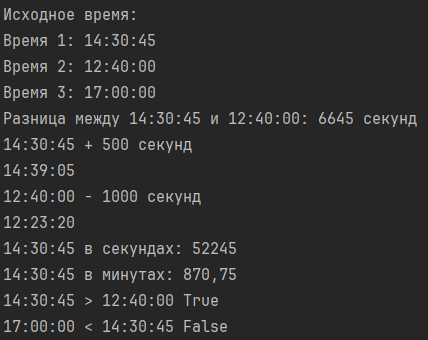 Исходное время:
Время 1: 14:30:45
Время 2: 12:40:00
Время 3: 17:00:00
Разница между 14:30:45 и 12:40:00: 6645 секунд
14:30:45 + 500 секунд
14:39:05
12:40:00 - 1000 секунд
12:23:20
14:30:45 в секундах: 52245
14:30:45 в минутах: 870,75
14:30:45 > 12:40:00 True
17:00:00 < 14:30:45 False